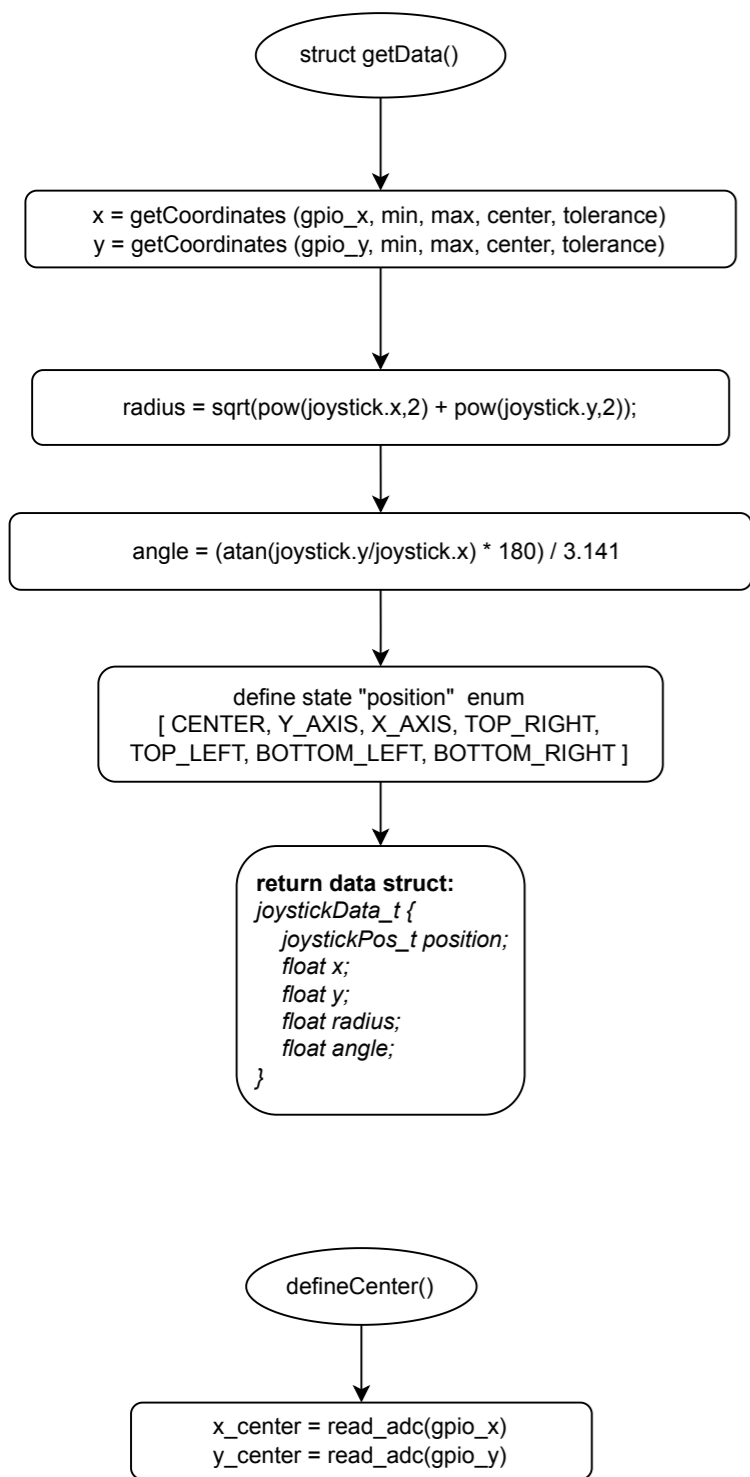 struct getData()
x = getCoordinates (gpio_x, min, max, center, tolerance)
y = getCoordinates (gpio_y, min, max, center, tolerance)
radius = sqrt(pow(joystick.x,2) + pow(joystick.y,2));
angle = (atan(joystick.y/joystick.x) * 180) / 3.141
define state "position"  enum
[ CENTER, Y_AXIS, X_AXIS, TOP_RIGHT,
TOP_LEFT, BOTTOM_LEFT, BOTTOM_RIGHT ]
return data struct:
joystickData_t {
joystickPos_t position;
float x;
float y;
float radius;
float angle;
}
defineCenter()
x_center = read_adc(gpio_x)
y_center = read_adc(gpio_y)